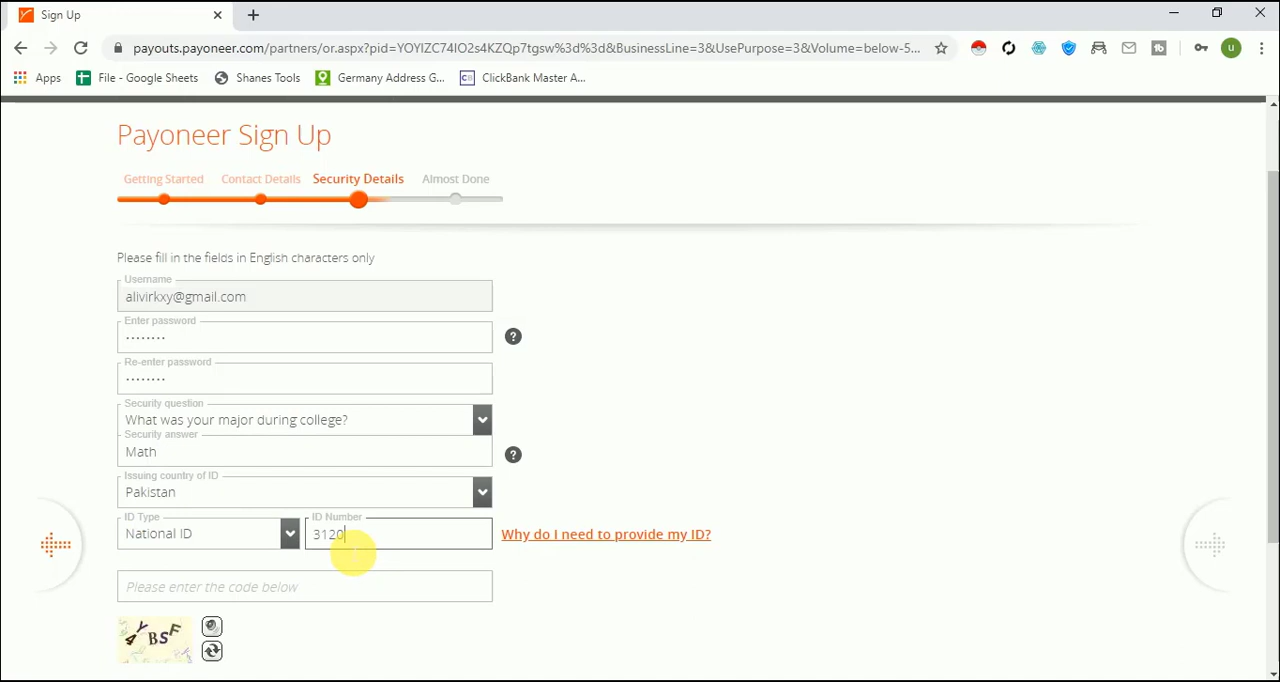 Sign Up
payouts.payoneer.com/partners/or.aspx?pid=YOYIZC74IO2s4KZQp7tgsw%3d%3d&BusinessLine=3&UsePurpose=3&Volume=below-5...
Apps File - Google Sheets Shanes Tools Germany Address G... CB ClickBank Master A...
Payoneer Sign Up
Getting Started Contact Details Security Details Almost Done
Please fill in the fields in English characters only
Username
alivirkxy@gmail.com
Enter password
?
Re-enter password
Security question
What was your major during college?
Security answer
Math
?
Issuing country of ID
Pakistan
ID Type
National ID
ID Number
3120
Why do I need to provide my ID?
Please enter the code below
4YBSF